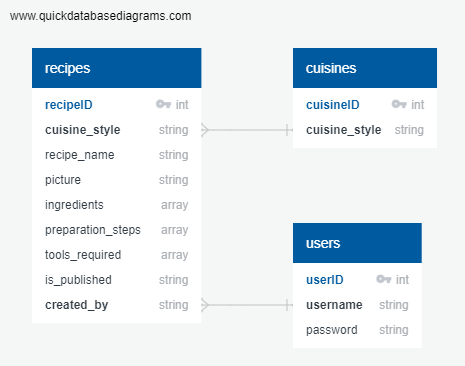 www.quickdatabasediagrams.com
recipes
recipeID int
cuisine_style string
recipe_name string
picture string
ingredients array
preparation_steps array
tools_required array
is_published string
created_by string
cuisines
cuisineID int
cuisine_style string
users
userID int
username string
password string